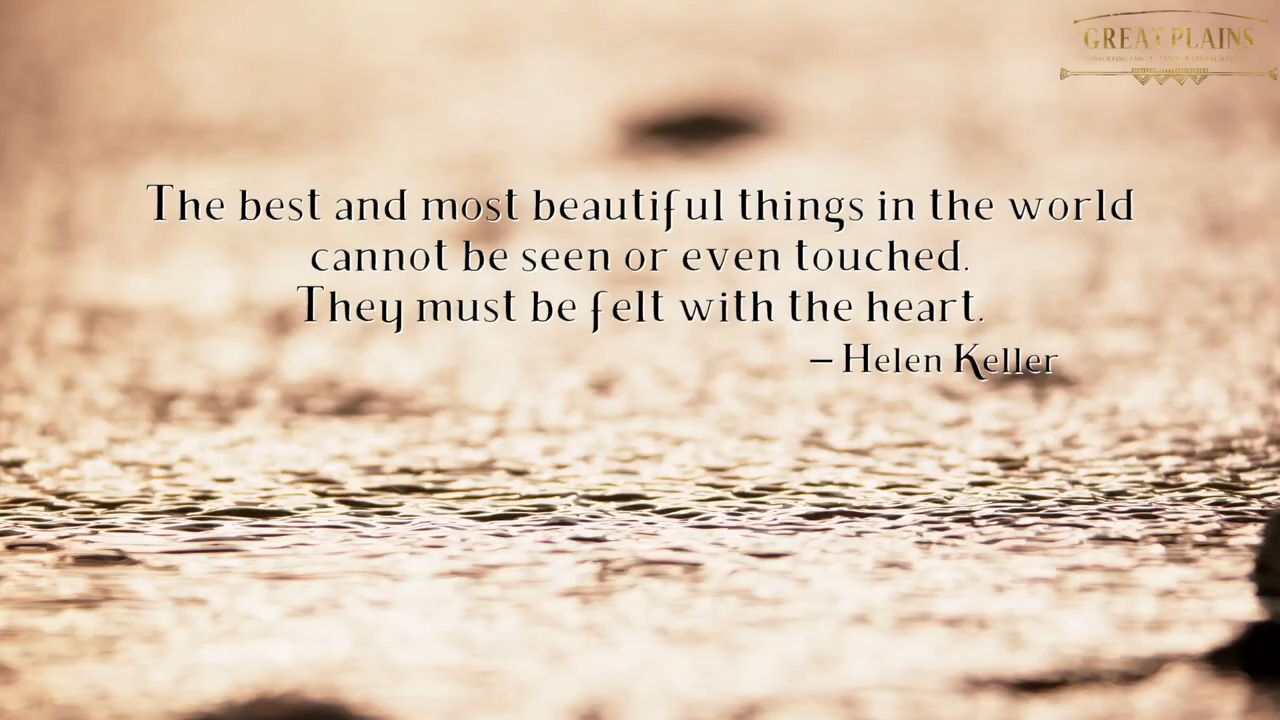 GREAT PLAINS
The best and most beautiful things in the world
cannot be seen or even touched.
They must be felt with the heart.
– Helen Keller